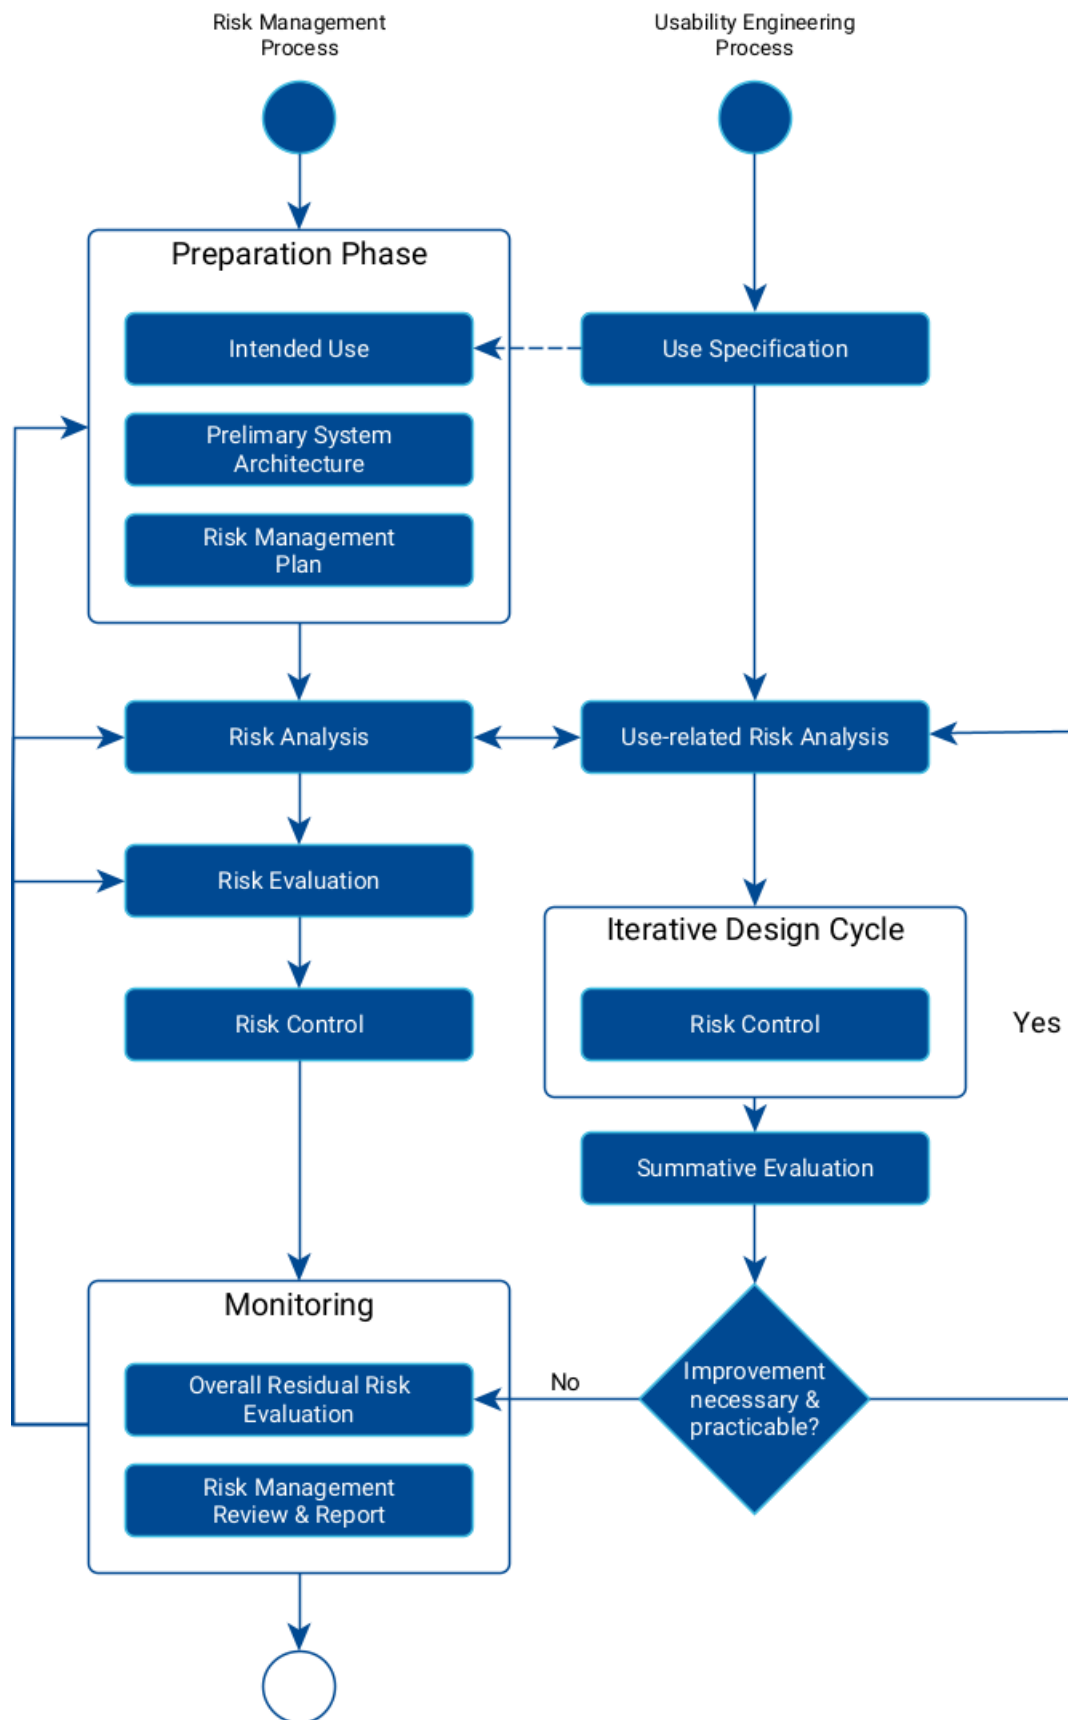 Risk Management
Process
Usability Engineering
Process
Preparation Phase
Intended Use
Use Specification
Prelimary System
Architecture
Risk Management
Plan
Risk Analysis
Use-related Risk Analysis
Risk Evaluation
Iterative Design Cycle
Risk Control
Risk Control
Yes
Summative Evaluation
Monitoring
Overall Residual Risk
Evaluation
No
Improvement
necessary &
practicable?
Risk Management
Review & Report